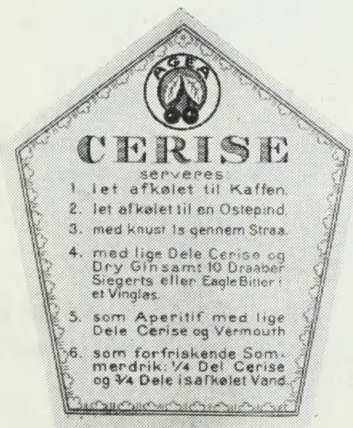 AGEA
CERISE
serveres:
1. let afkølet til Kaffen.
2. let afkølet til en Ostepind.
3. med knust Is gennem Straa.
4. med lige Dele Cerise og
Dry Gin samt 10 Draaber
Siegerts eller Eagle Bitter i
et Vinglas.
5. som Aperitif med lige
Dele Cerise og Vermouth
6. som forfriskende Som-
merdrik: 1/4 Del Cerise
og 3/4 Dele isafkølet Vand.